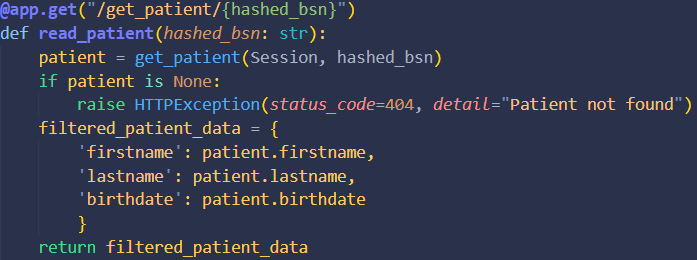 @app.get("/get_patient/{hashed_bsn}")
def read_patient(hashed_bsn: str):
    patient = get_patient(Session, hashed_bsn)
    if patient is None:
        raise HTTPException(status_code=404, detail="Patient not found")
    filtered_patient_data = {
        'firstname': patient.firstname,
        'lastname': patient.lastname,
        'birthdate': patient.birthdate
        }
    return filtered_patient_data